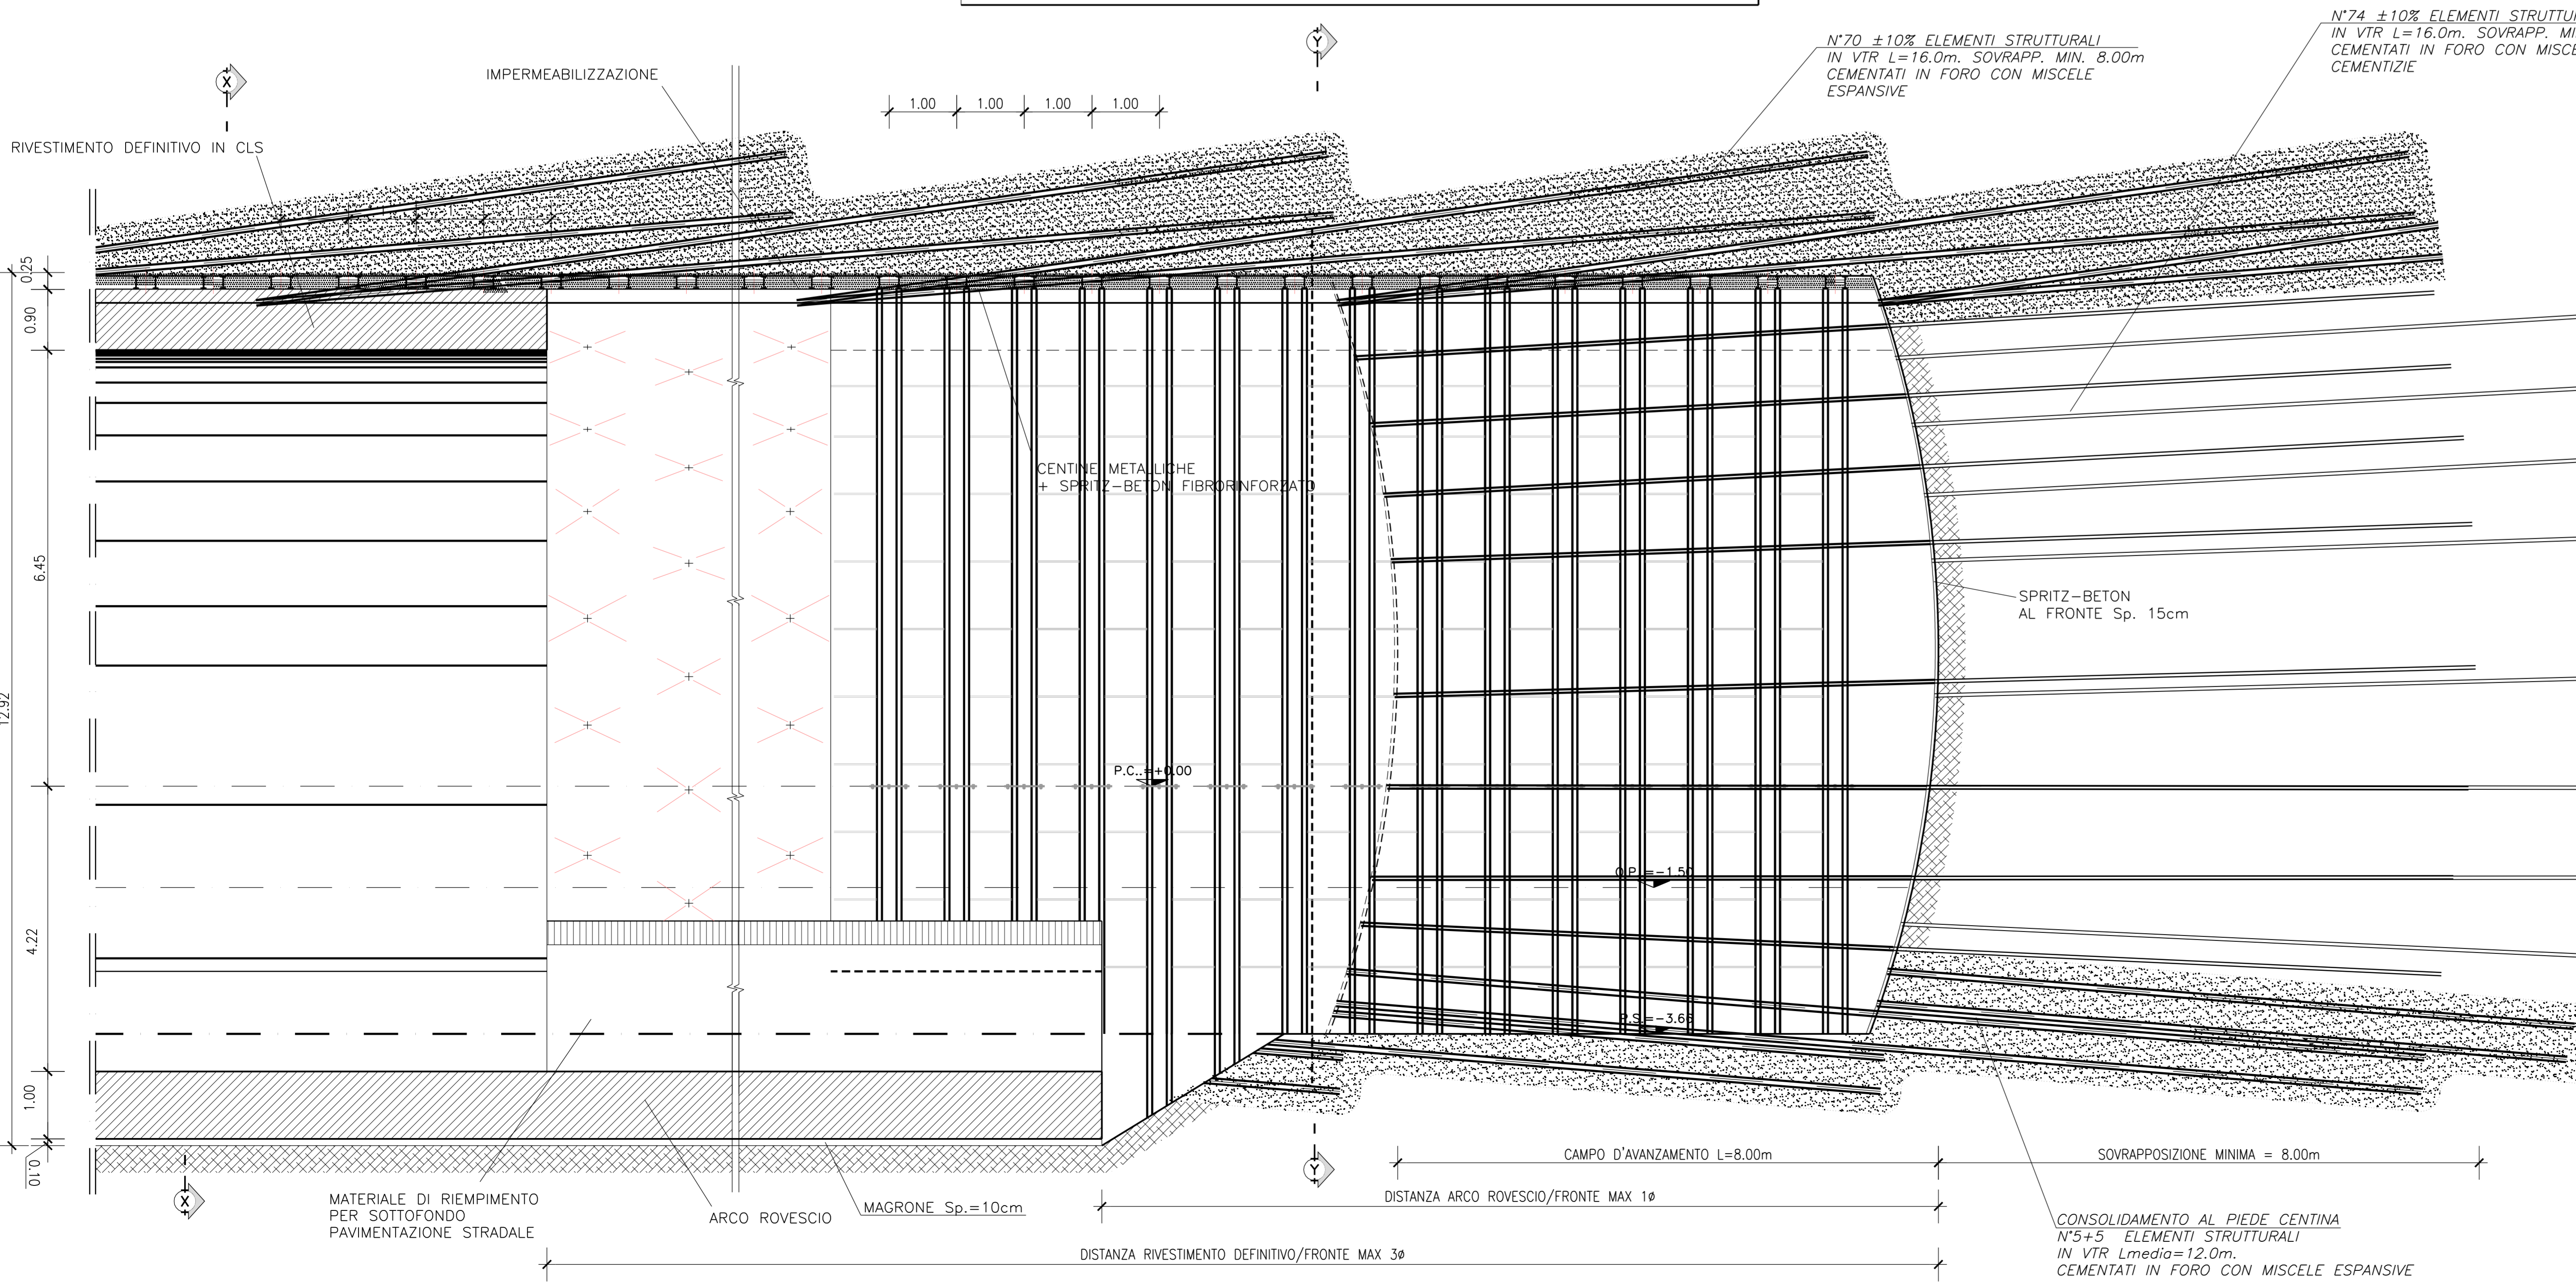 N°74 ±10% ELEMENTI
IN VTR L=16.0m. SOVRAPP.
CEMENTATI IN FORO CON
CEMENTIZIE
N°70 ±10% ELEMENTI STRUTTURALI
IN VTR L=16.0m. SOVRAPP. MIN. 8.00m
CEMENTATI IN FORO CON MISCELE
ESPANSIVE
Y
X
IMPERMEABILIZZAZIONE
1.00 1.00 1.00 1.00
RIVESTIMENTO DEFINITIVO IN CLS
0.25
0.90
6.45
12.92
4.22
1.00
0.10
CENTINE METALLICHE
+ SPRITZ-BETON FIBRORINFORZATO
SPRITZ-BETON
AL FRONTE Sp. 15cm
P.C..=+0.00
Q.P.=-1.50
P.S.=-3.66
CAMPO D'AVANZAMENTO L=8.00m
SOVRAPPOSIZIONE MINIMA = 8.00m
Y
X
DISTANZA ARCO ROVESCIO/FRONTE MAX 1ø
MATERIALE DI RIEMPIMENTO
PER SOTTOFONDO
PAVIMENTAZIONE STRADALE
ARCO ROVESCIO
MAGRONE Sp.=10cm
CONSOLIDAMENTO AL PIEDE CENTINA
N°5+5 ELEMENTI STRUTTURALI
IN VTR Lmedia=12.0m.
CEMENTATI IN FORO CON MISCELE ESPANSIVE
DISTANZA RIVESTIMENTO DEFINITIVO/FRONTE MAX 3ø